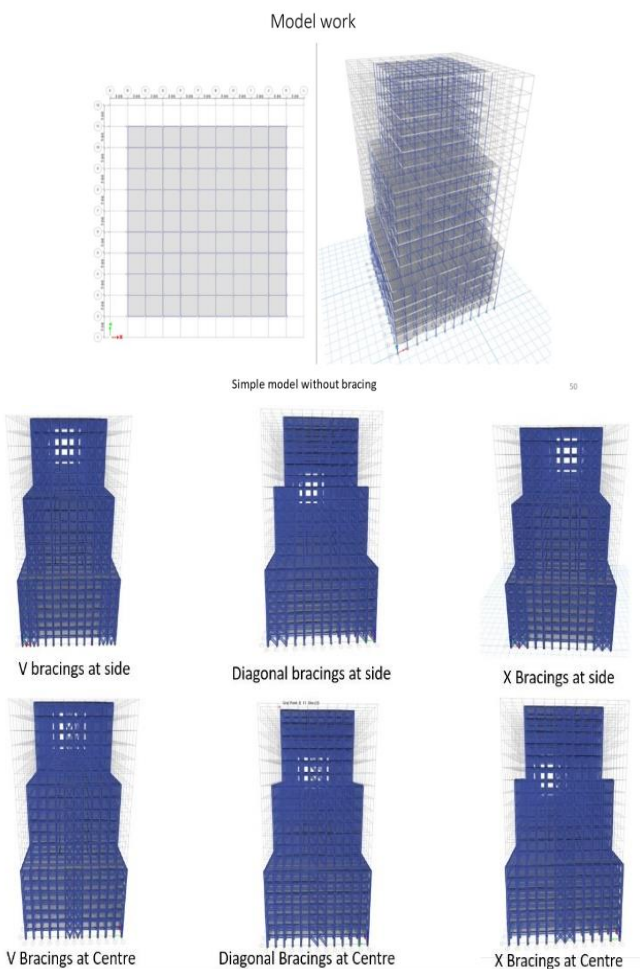 Model work
Simple model without bracing
50
V bracings at side
Diagonal bracings at side
X Bracings at side
V Bracings at Centre
Diagonal Bracings at Centre
X Bracings at Centre